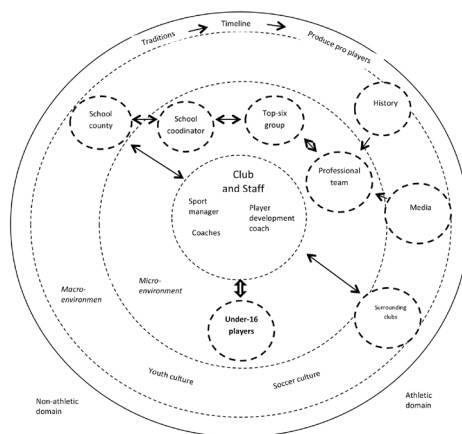 Timeline
Traditions
Produce pro players
School
county
School
coodinator
Top-six
group
History
Professional
team
Media
Club
and Staff
Sport
manager
Player
development
coach
Coaches
Macro-
environmen
Micro-
environment
Under-16
players
Surrounding
clubs
Youth culture
Soccer culture
Non-athletic
domain
Athletic
domain